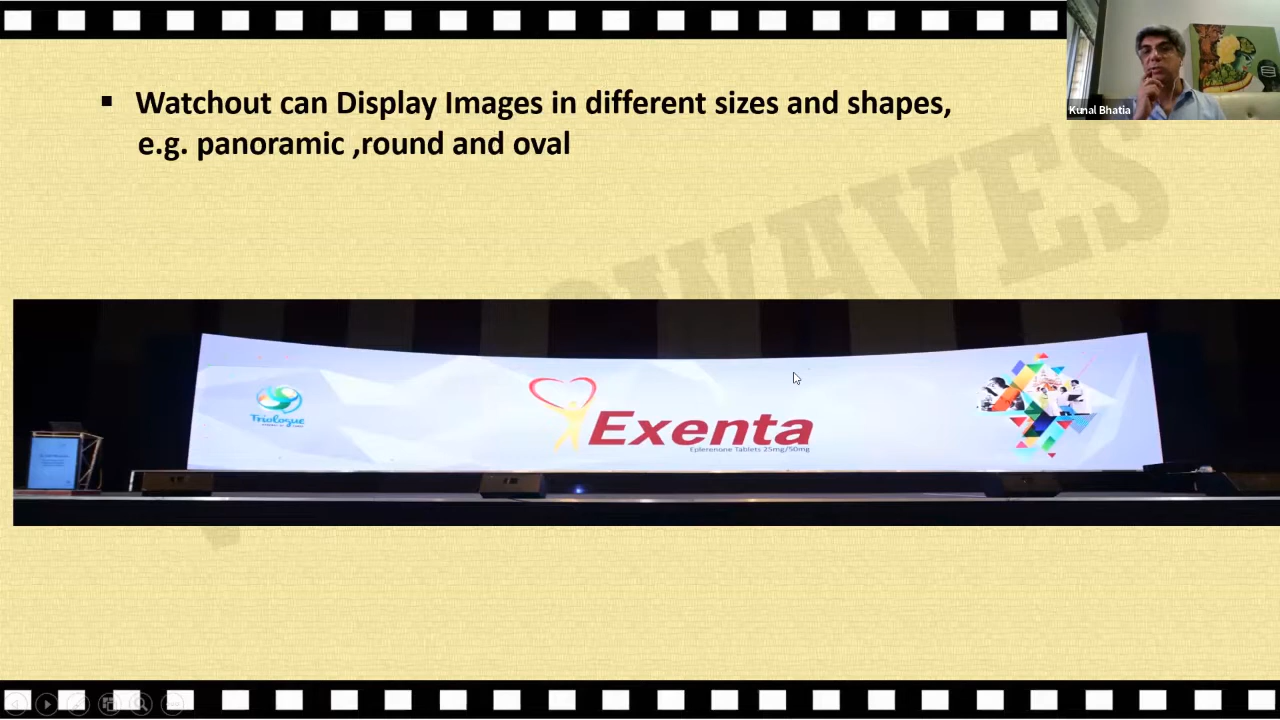 Watchout can Display Images in different sizes and shapes,
e.g. panoramic ,round and oval
Kunal Bhatia
WAVES
Triologue
Exenta
Eplerenone Tablets 25mg/50mg